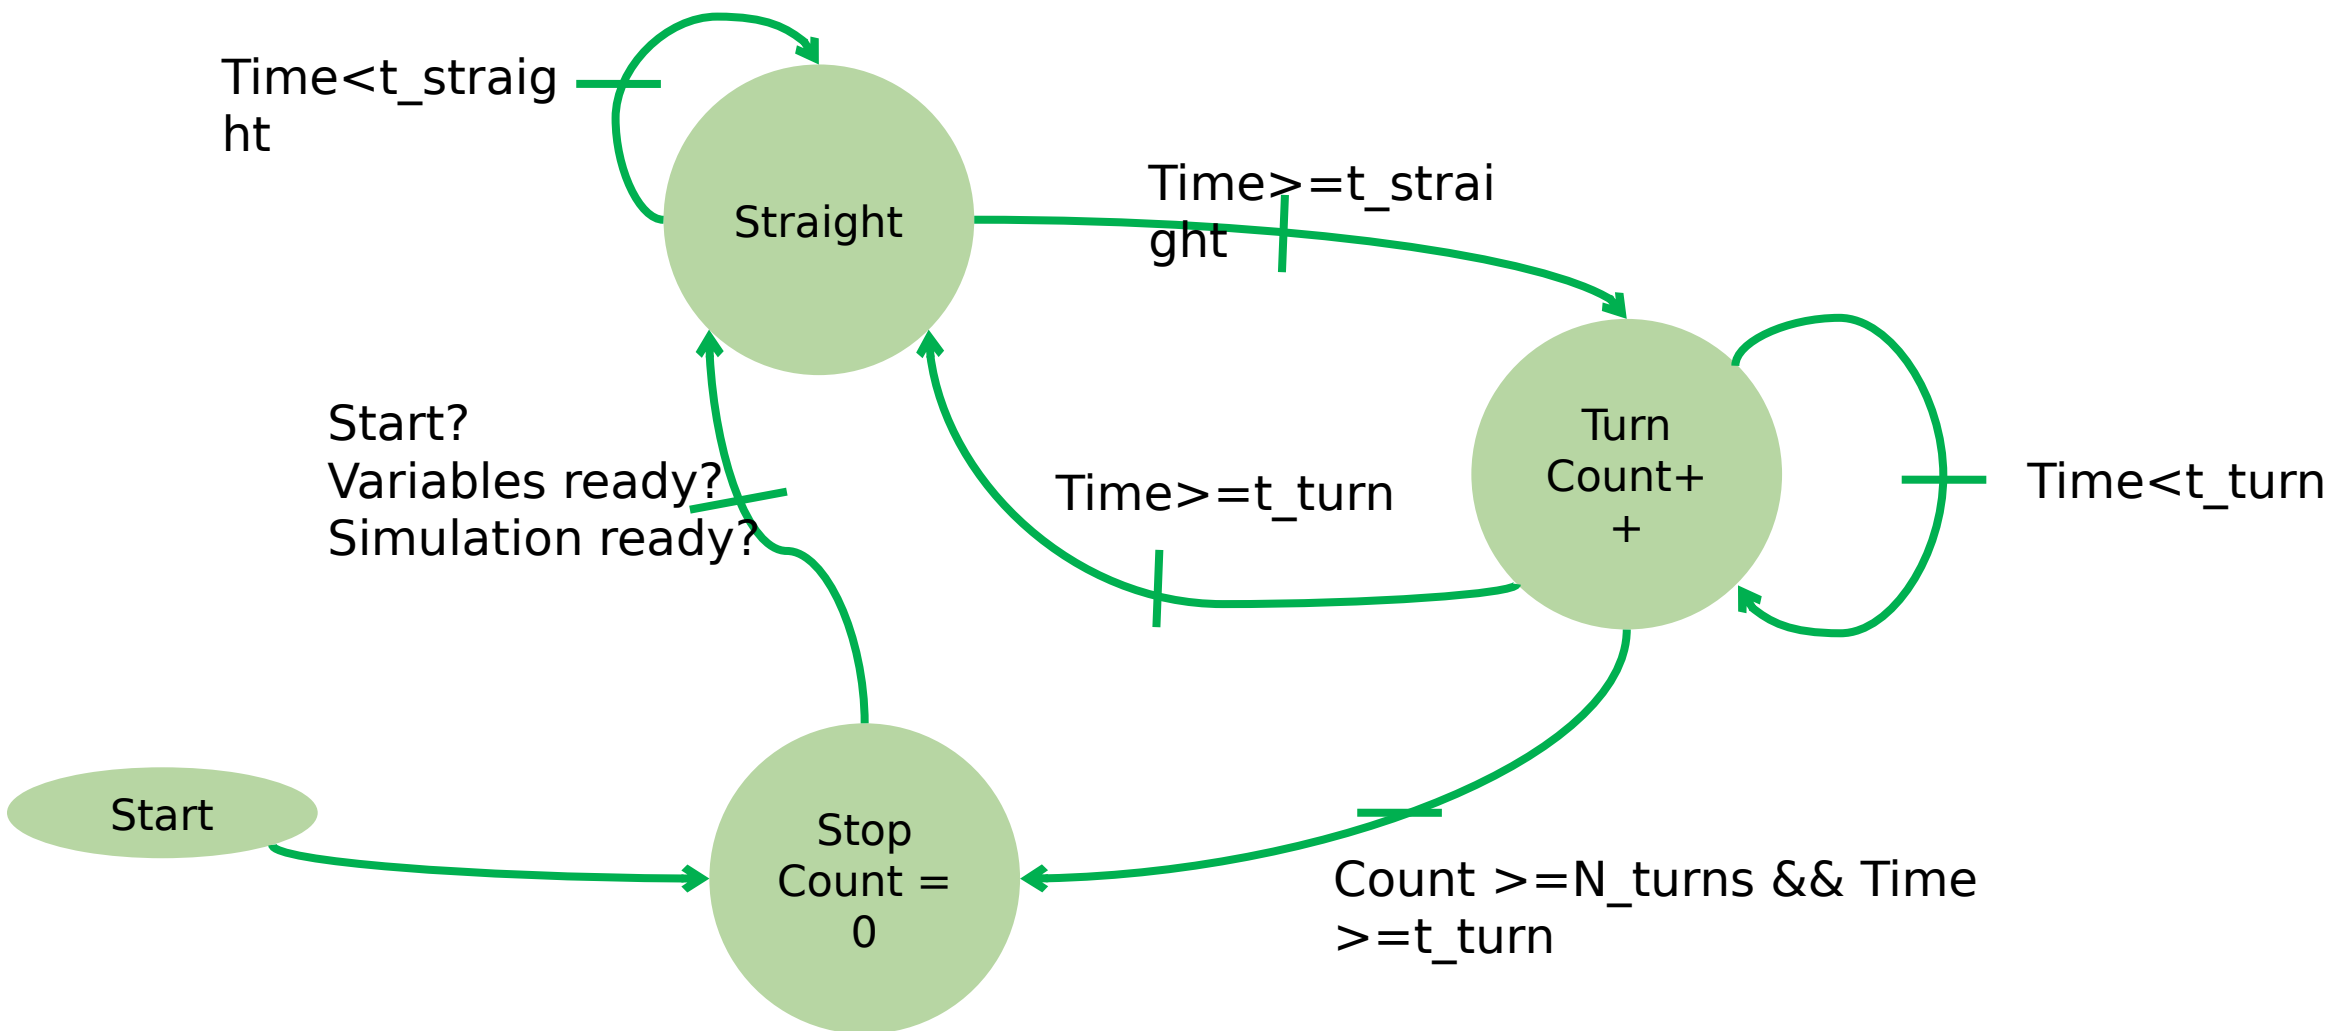 Time<t_straig
ht
Straight
Time>=t_strai
ght
Start?
Variables ready?
Simulation ready?
Time>=t_turn
Turn
Count+
+
Time<t_turn
Start
Stop
Count =
0
Count >=N_turns && Time
>=t_turn